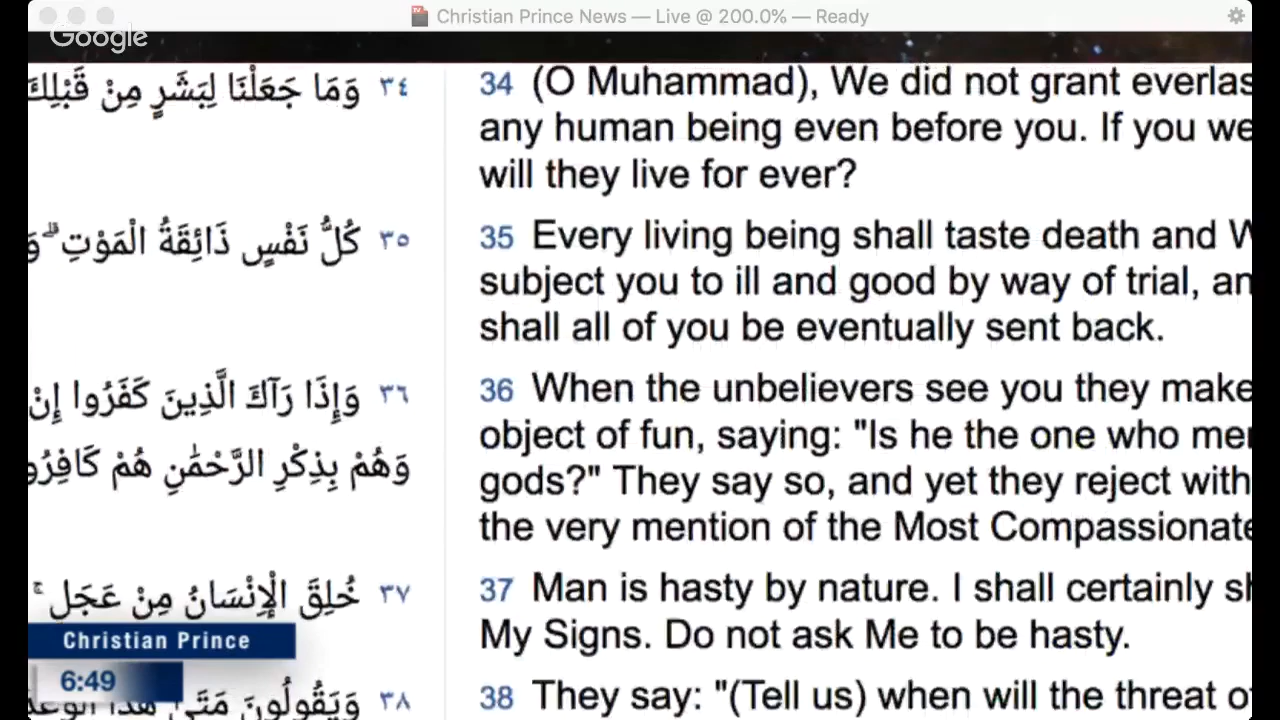 Christian Prince News — Live @ 200.0% — Ready
Google
٣٤ وَمَا جَعَلْنَا لِبَشَرٍ مِنْ قَبْلِكَ
34 (O Muhammad), We did not grant everlas
any human being even before you. If you we
will they live for ever?
٣٥ كُلُّ نَفْسٍ ذَائِقَةُ الْمَوْتِ ۗ وَ
35 Every living being shall taste death and W
subject you to ill and good by way of trial, an
shall all of you be eventually sent back.
٣٦ وَإِذَا رَآكَ الَّذِينَ كَفَرُوا إِنْ
وَهُمْ بِذِكْرِ الرَّحْمَٰنِ هُمْ كَافِرُو
36 When the unbelievers see you they make
object of fun, saying: "Is he the one who me
gods?" They say so, and yet they reject with
the very mention of the Most Compassionate
٣٧ خُلِقَ الْإِنْسَانُ مِنْ عَجَلٍ ۚ
37 Man is hasty by nature. I shall certainly sh
My Signs. Do not ask Me to be hasty.
Christian Prince
6:49
٣٨ وَيَقُولُونَ مَتَىٰ هَٰذَا الْوَعْدُ
38 They say: "(Tell us) when will the threat o